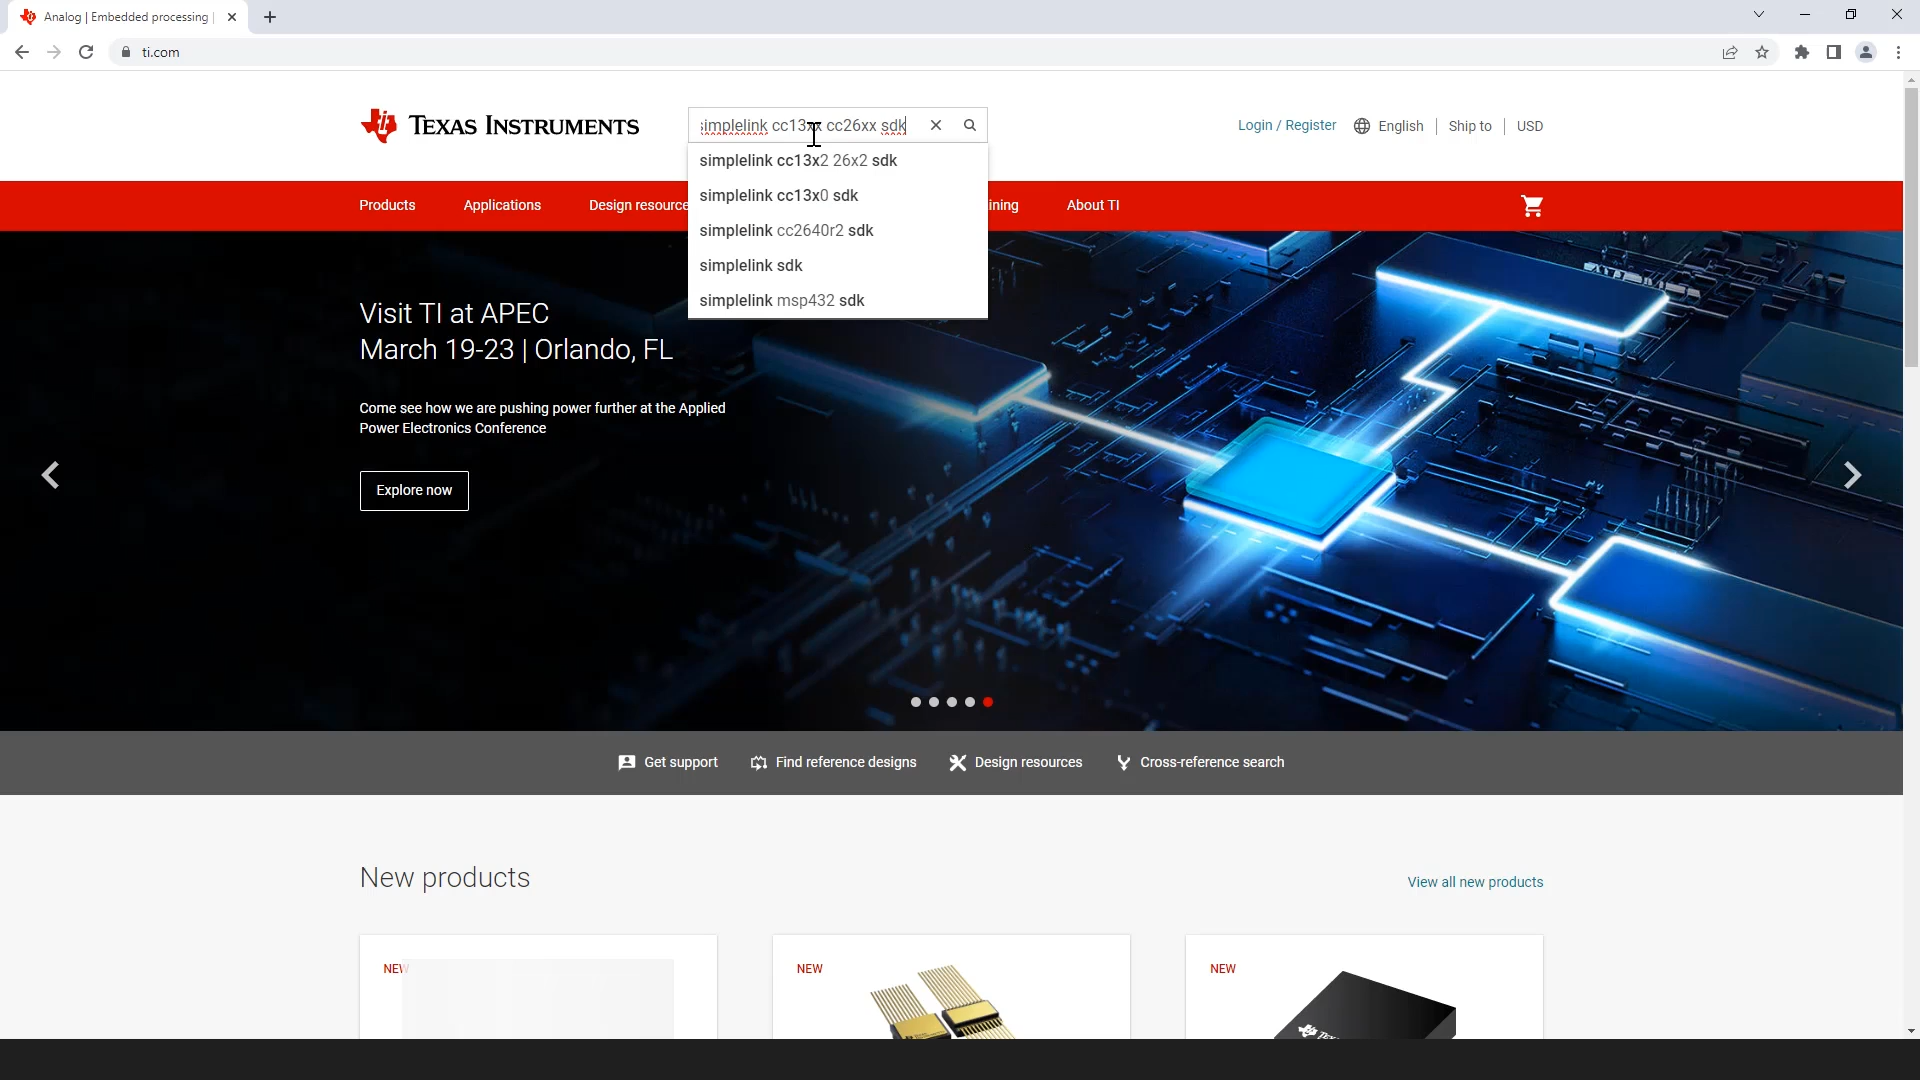 Analog | Embedded processing |
ti.com
TEXAS INSTRUMENTS
simplelink cc13xx cc26xx sdk
Login / Register
English
Ship to
USD
simplelink cc13x2 26x2 sdk
simplelink cc13x0 sdk
simplelink cc2640r2 sdk
simplelink sdk
simplelink msp432 sdk
Products
Applications
Design resource
ining
About TI
Visit TI at APEC
March 19-23 | Orlando, FL
Come see how we are pushing power further at the Applied
Power Electronics Conference
Explore now
Get support
Find reference designs
Design resources
Cross-reference search
New products
View all new products
NEW
NEW
NEW